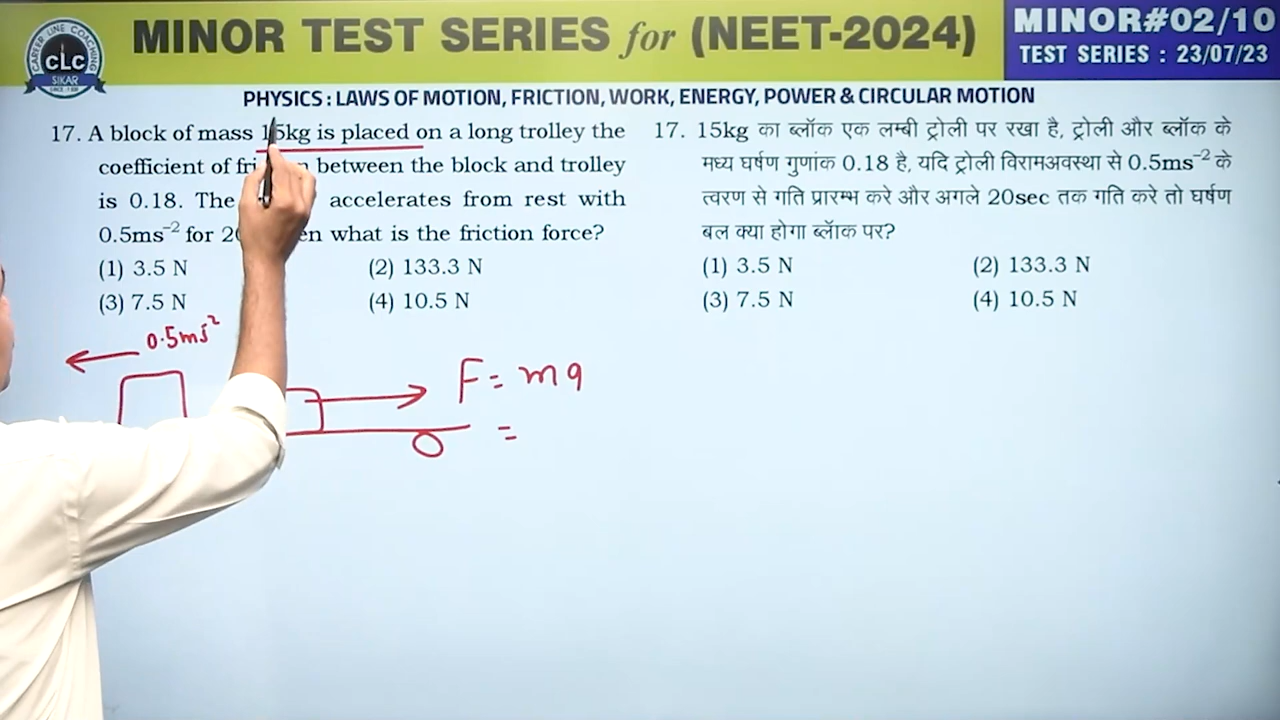 CAREER LINE COACHING
CLC
SIKAR
MINOR TEST SERIES for (NEET-2024)
MINOR#02/10
TEST SERIES : 23/07/23
PHYSICS : LAWS OF MOTION, FRICTION, WORK, ENERGY, POWER & CIRCULAR MOTION
17. A block of mass 15kg is placed on a long trolley the
coefficient of between the block and trolley
is 0.18. The accelerates from rest with
0.5ms⁻² for what is the friction force?
(1) 3.5 N (2) 133.3 N
(3) 7.5 N (4) 10.5 N
17. 15kg का ब्लॉक एक लम्बी ट्रोली पर रखा है, ट्रोली और ब्लॉक के
मध्य घर्षण गुणांक 0.18 है, यदि ट्रोली विरामअवस्था से 0.5ms⁻² के
त्वरण से गति प्रारम्भ करे और अगले 20sec तक गति करे तो घर्षण
बल क्या होगा ब्लॉक पर?
(1) 3.5 N (2) 133.3 N
(3) 7.5 N (4) 10.5 N
0.5ms²
F = ma
=